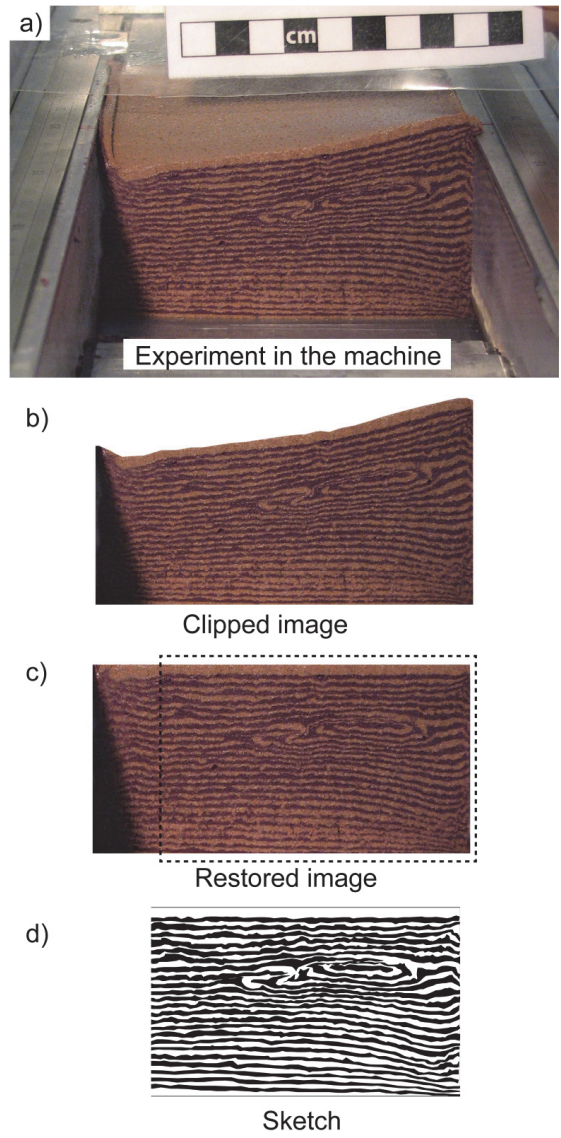 a)
cm
Experiment in the machine
b)
Clipped image
c)
Restored image
d)
Sketch